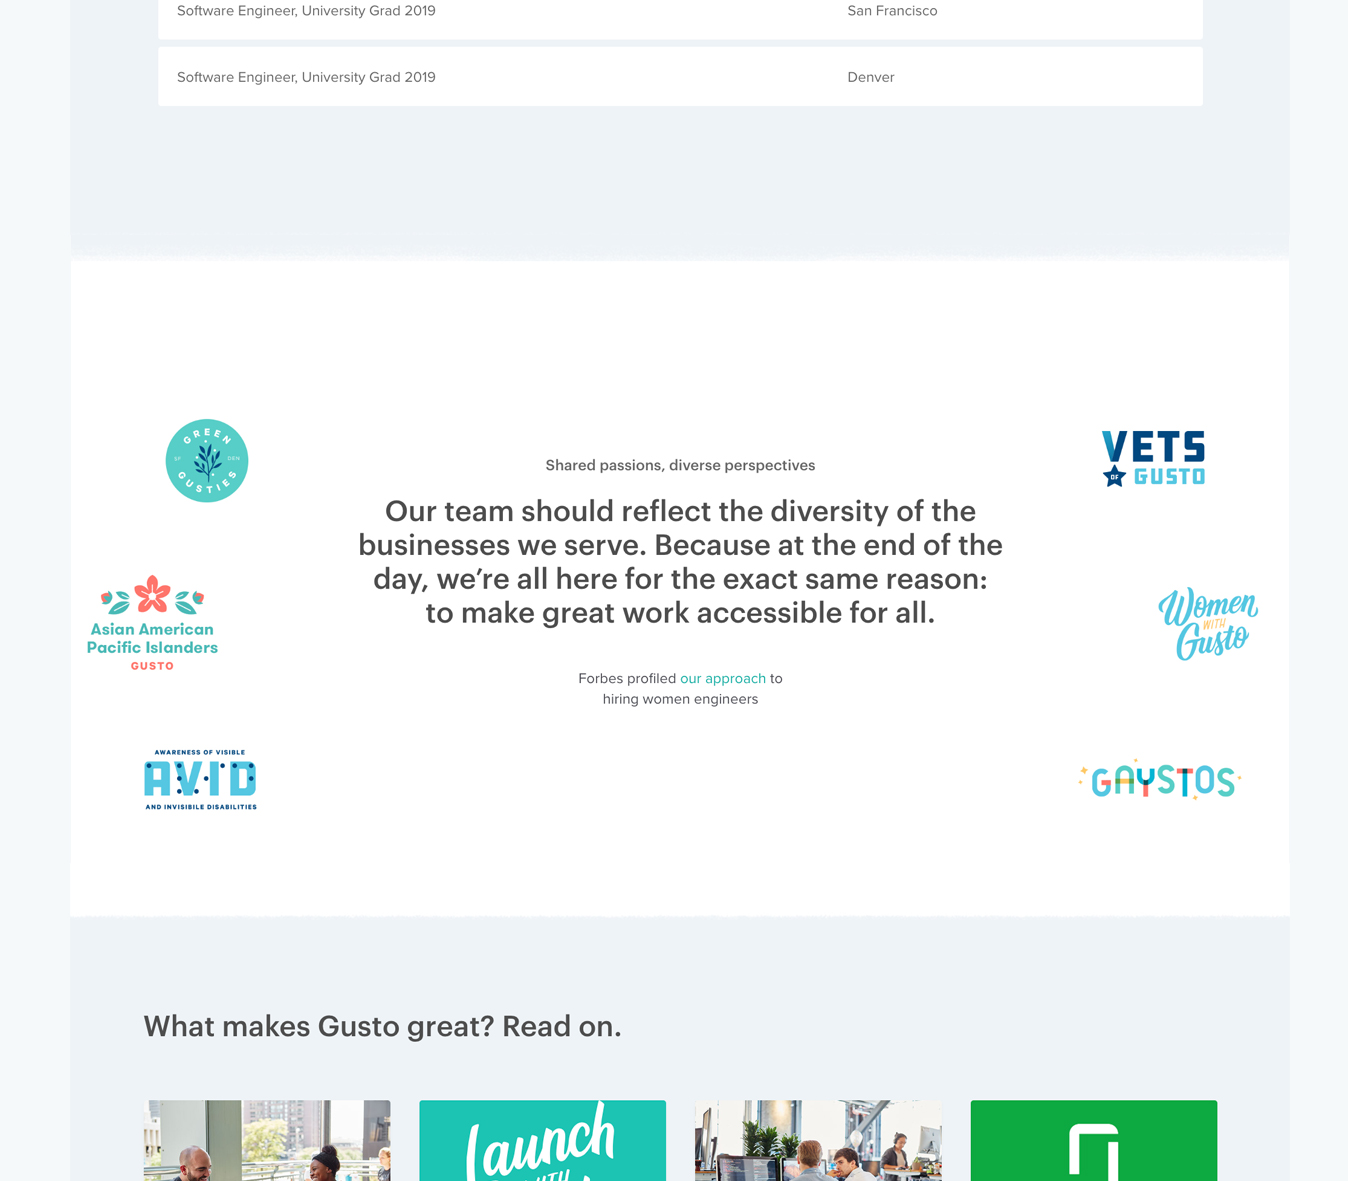 Software Engineer, University Grad 2019 San Francisco
Software Engineer, University Grad 2019 Denver
GREEN
SF DEN
GUSTIES
VETS
OF GUSTO
Shared passions, diverse perspectives
Our team should reflect the diversity of the
businesses we serve. Because at the end of the
day, we’re all here for the exact same reason:
to make great work accessible for all.
Asian American
Pacific Islanders
GUSTO
Women
WITH
Gusto
Forbes profiled our approach to
hiring women engineers
AWARENESS OF VISIBLE
AVID
AND INVISIBILE DISABILITIES
GAYSTOS
What makes Gusto great? Read on.
Launch